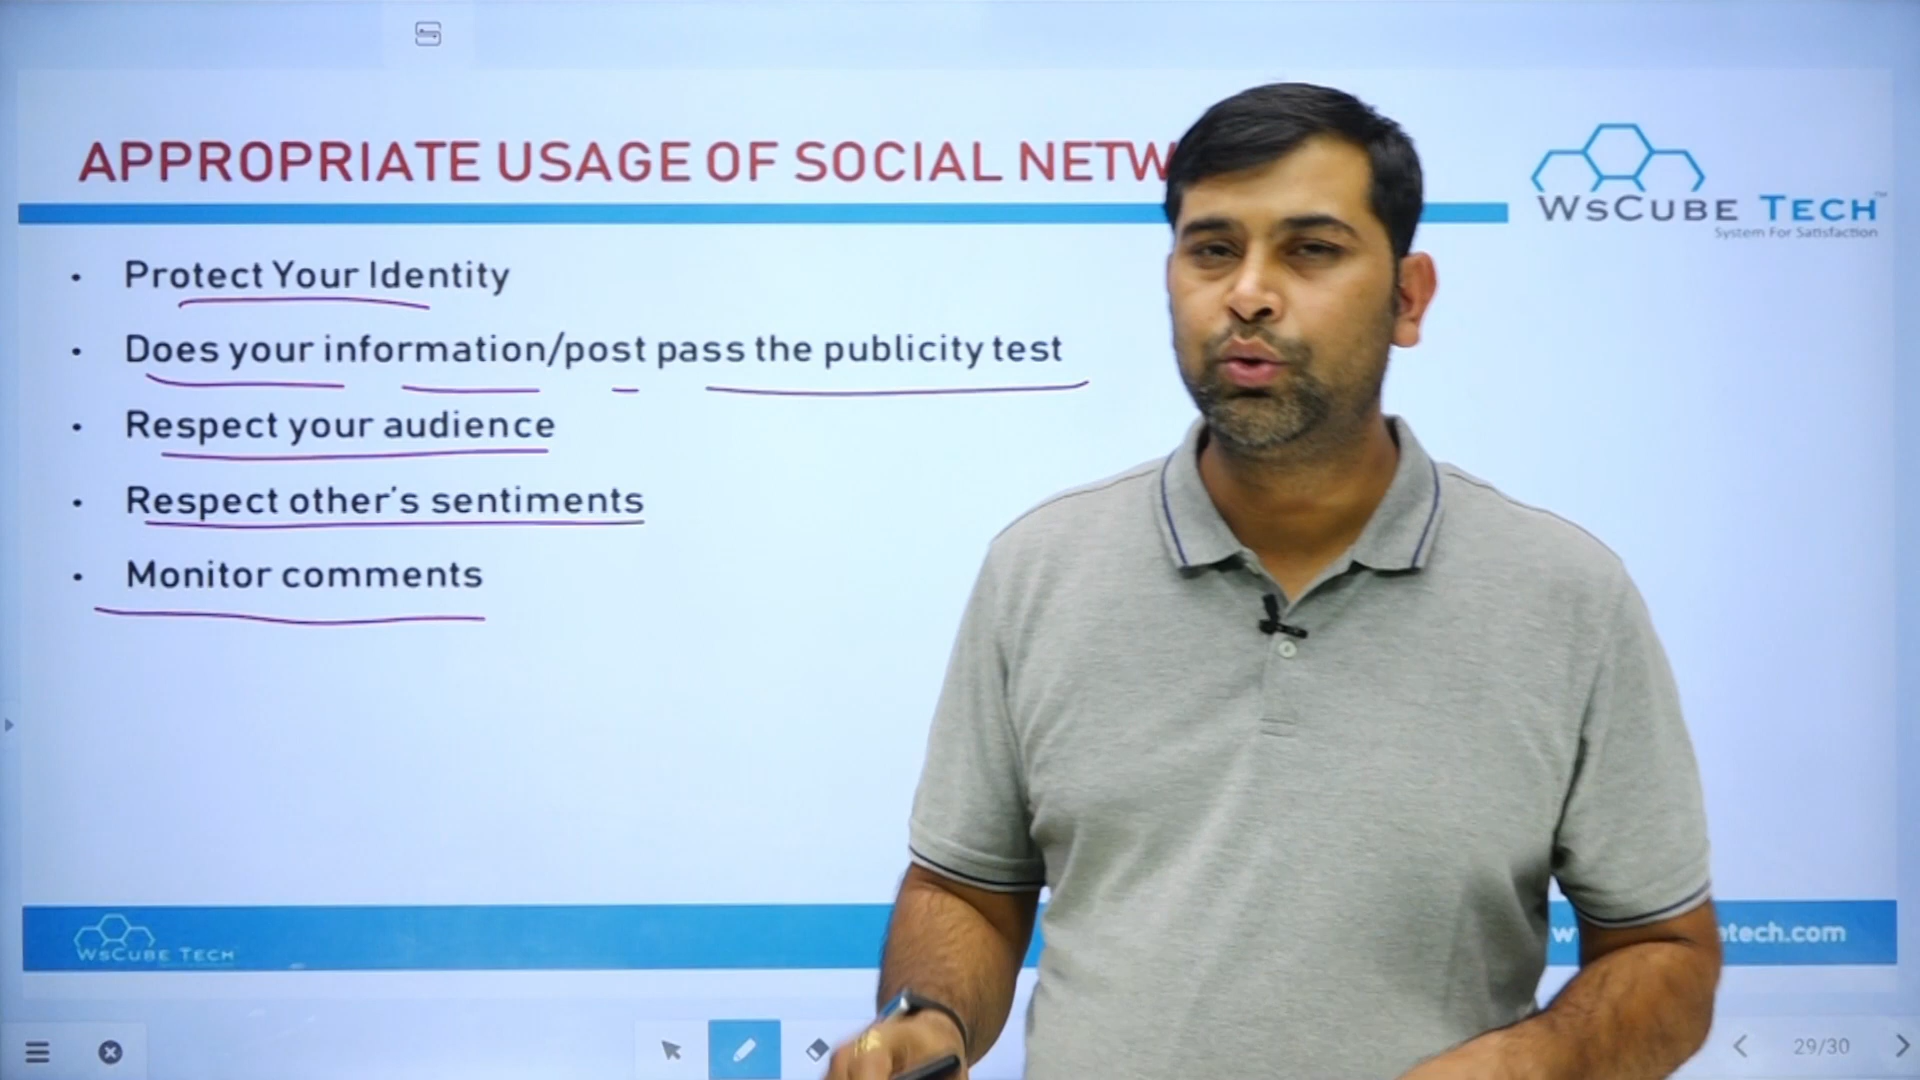 APPROPRIATE USAGE OF SOCIAL NETW
WSCUBE TECH™
System For Satisfaction
• Protect Your Identity
• Does your information/post pass the publicity test
• Respect your audience
• Respect other's sentiments
• Monitor comments
WSCUBE TECH
tech.com
29/30